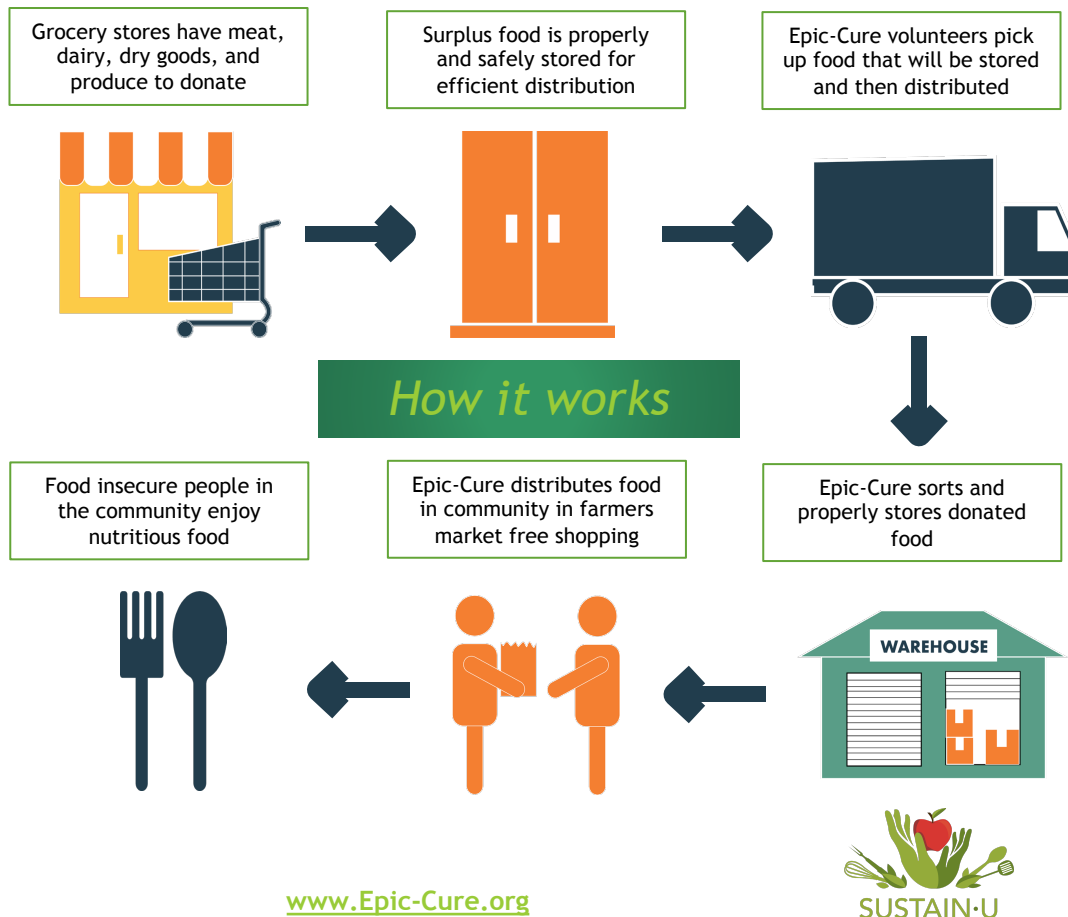 Grocery stores have meat,
dairy, dry goods, and
produce to donate
Surplus food is properly
and safely stored for
efficient distribution
Epic-Cure volunteers pick
up food that will be stored
and then distributed
How it works
Epic-Cure sorts and
properly stores donated
food
WAREHOUSE
Epic-Cure distributes food
in community in farmers
market free shopping
Food insecure people in
the community enjoy
nutritious food
www.Epic-Cure.org
SUSTAIN·U